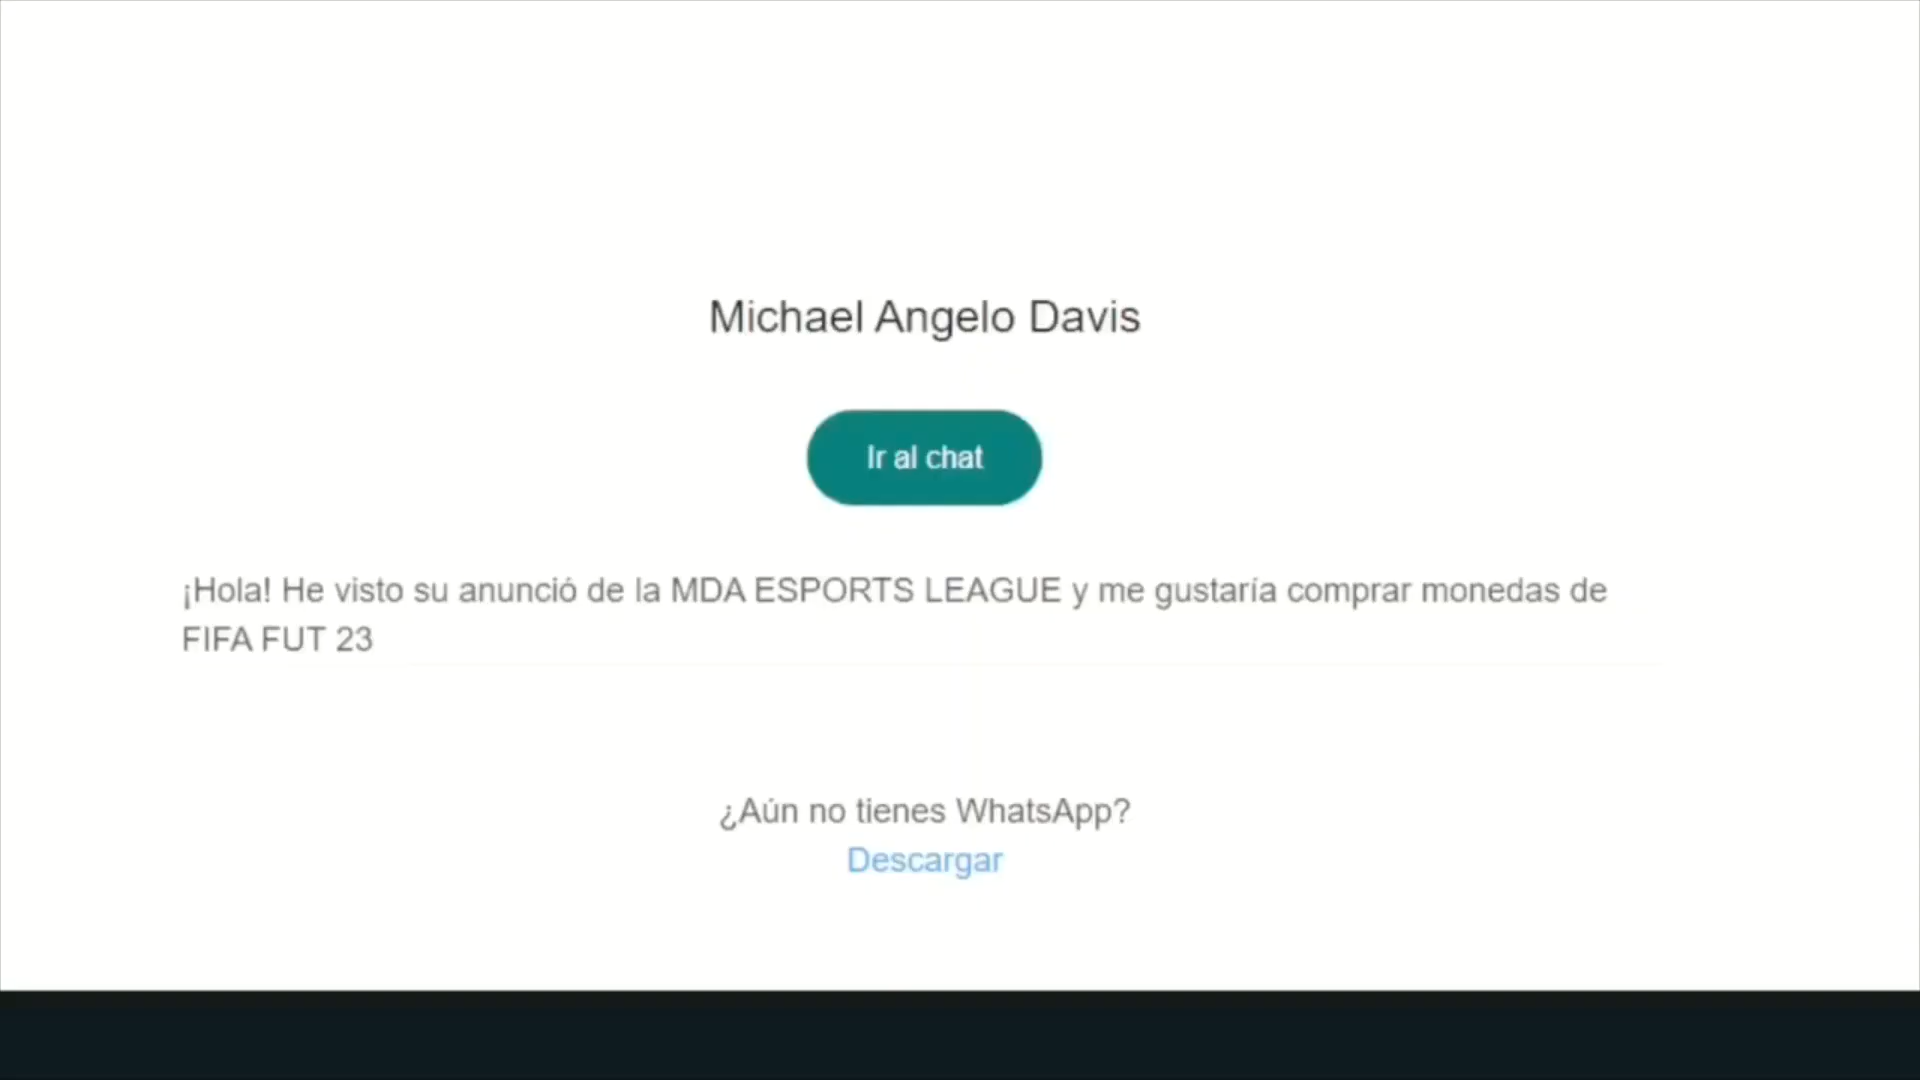 Michael Angelo Davis
Ir al chat
¡Hola! He visto su anunció de la MDA ESPORTS LEAGUE y me gustaría comprar monedas de
FIFA FUT 23
¿Aún no tienes WhatsApp?
Descargar